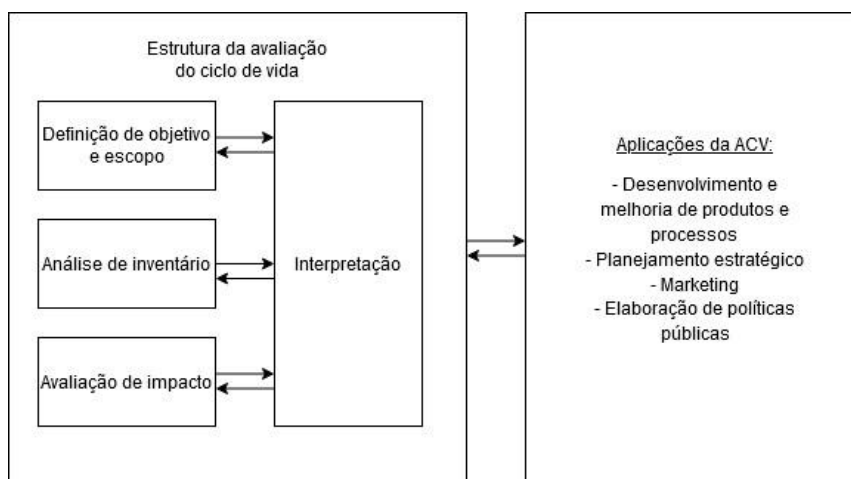 Estrutura da avaliação
do ciclo de vida
Definição de objetivo
e escopo
Análise de inventário
Avaliação de impacto
Interpretação
Aplicações da ACV:
- Desenvolvimento e
melhoria de produtos e
processos
- Planejamento estratégico
- Marketing
- Elaboração de políticas
públicas